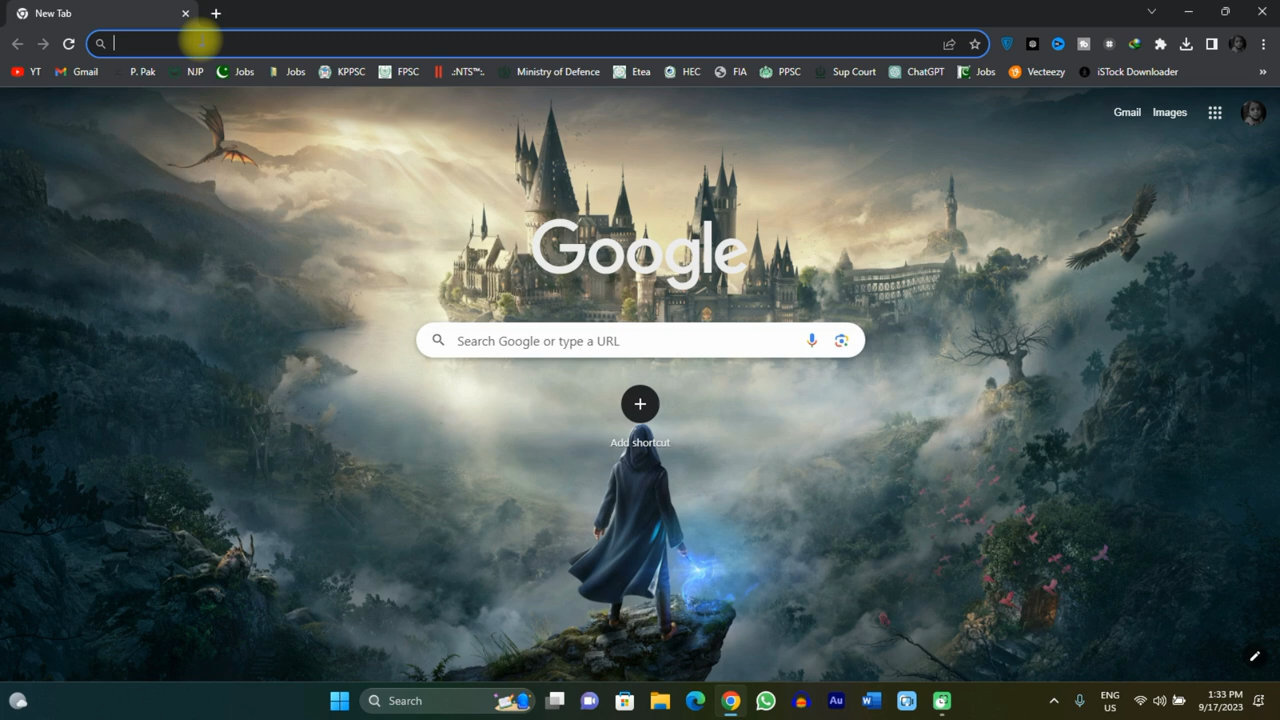 New Tab
YT Gmail P. Pak NJP Jobs Jobs KPPSC FPSC .:NTS™:. Ministry of Defence Etea HEC FIA PPSC Sup Court ChatGPT Jobs Vecteezy iStock Downloader »
Gmail Images
Google
Search Google or type a URL
Add shortcut
Search
Au
W
ENG
US
1:33 PM
9/17/2023